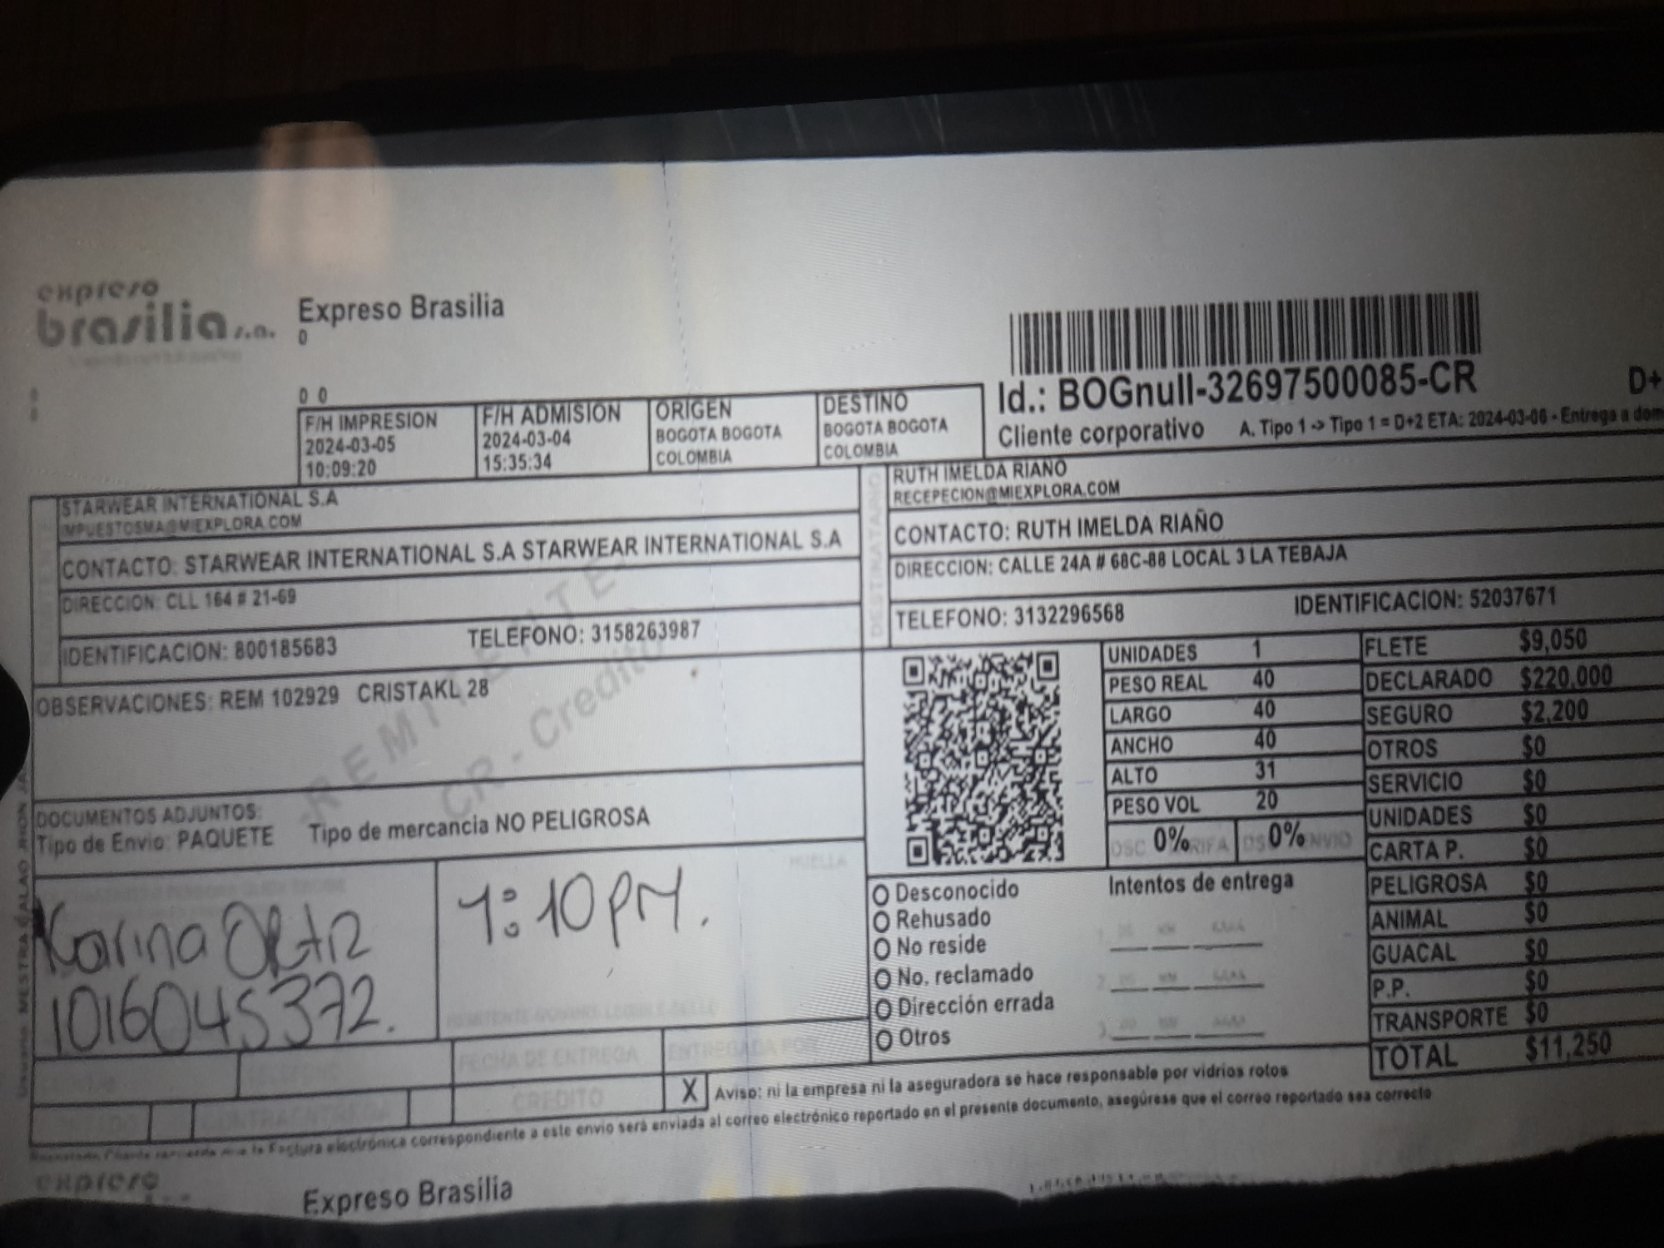 expreso
brasilia s.a.
Expreso Brasilia
0
0 0
F/H IMPRESION
2024-03-05
10:09:20
F/H ADMISION
2024-03-04
15:35:34
ORIGEN
BOGOTA BOGOTA
COLOMBIA
DESTINO
BOGOTA BOGOTA
COLOMBIA
Id.: BOGnull-32697500085-CR
D+
Cliente corporativo
A. Tipo 1 -> Tipo 1 = D+2 ETA: 2024-03-06 - Entrega a dom
STARWEAR INTERNATIONAL S.A
IMPUESTOSMA@MIEXPLORA.COM
CONTACTO: STARWEAR INTERNATIONAL S.A STARWEAR INTERNATIONAL S.A
DIRECCION: CLL 164 # 21-69
IDENTIFICACION: 800185683
TELEFONO: 3158263987
DESTINATARIO
RUTH IMELDA RIAÑO
RECEPECION@MIEXPLORA.COM
CONTACTO: RUTH IMELDA RIAÑO
DIRECCION: CALLE 24A # 68C-88 LOCAL 3 LA TEBAJA
TELEFONO: 3132296568
IDENTIFICACION: 52037671
OBSERVACIONES: REM 102929 CRISTAKL 28
REMITENTE
CR - Credito
DOCUMENTOS ADJUNTOS:
Tipo de Envio: PAQUETE
Tipo de mercancia NO PELIGROSA
UNIDADES 1
PESO REAL 40
LARGO 40
ANCHO 40
ALTO 31
PESO VOL 20
DSC TARIFA 0%
DSC ENVIO 0%
FLETE $9,050
DECLARADO $220,000
SEGURO $2,200
OTROS $0
SERVICIO $0
UNIDADES $0
CARTA P. $0
PELIGROSA $0
ANIMAL $0
GUACAL $0
P.P. $0
TRANSPORTE $0
TOTAL $11,250
HUELLA
Karina Ortiz
1016045372.
1:10 PM.
Desconocido
Rehusado
No reside
No. reclamado
Dirección errada
Otros
Intentos de entrega
FECHA DE ENTREGA
ENTREGADA POR
CREDITO
X
Aviso: ni la empresa ni la aseguradora se hace responsable por vidrios rotos
la Factura electrónica correspondiente a este envio será enviada al correo electrónico reportado en el presente documento, asegúrese que el correo reportado sea correcto
expreso
Expreso Brasilia